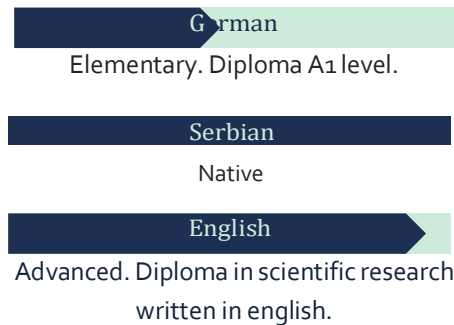 German
Elementary. Diploma A1 level.
Serbian
Native
English
Advanced. Diploma in scientific research
written in english.